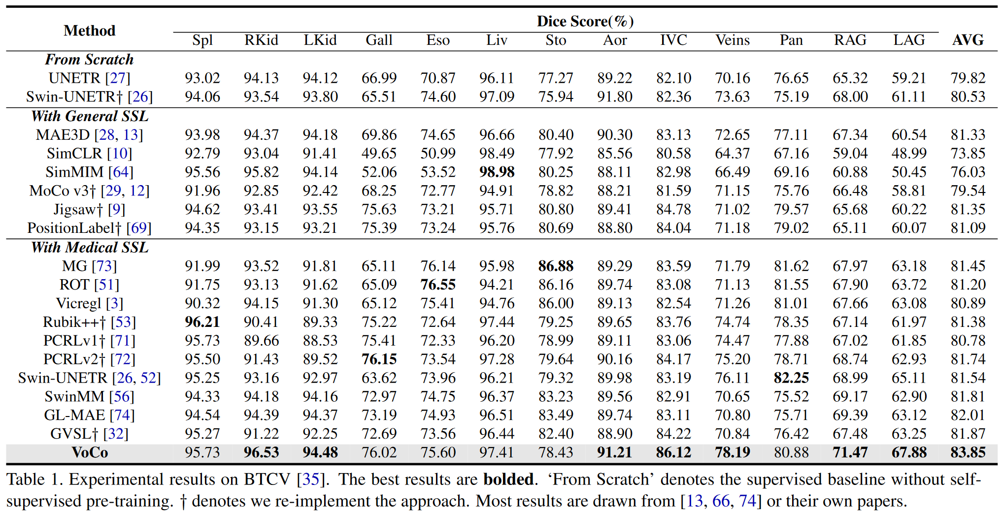 Method Dice Score(%)
Spl RKid LKid Gall Eso Liv Sto Aor IVC Veins Pan RAG LAG AVG
From Scratch
UNETR [27] 93.02 94.13 94.12 66.99 70.87 96.11 77.27 89.22 82.10 70.16 76.65 65.32 59.21 79.82
Swin-UNETR† [26] 94.06 93.54 93.80 65.51 74.60 97.09 75.94 91.80 82.36 73.63 75.19 68.00 61.11 80.53
With General SSL
MAE3D [28, 13] 93.98 94.37 94.18 69.86 74.65 96.66 80.40 90.30 83.13 72.65 77.11 67.34 60.54 81.33
SimCLR [10] 92.79 93.04 91.41 49.65 50.99 98.49 77.92 85.56 80.58 64.37 67.16 59.04 48.99 73.85
SimMIM [64] 95.56 95.82 94.14 52.06 53.52 98.98 80.25 88.11 82.98 66.49 69.16 60.88 50.45 76.03
MoCo v3† [29, 12] 91.96 92.85 92.42 68.25 72.77 94.91 78.82 88.21 81.59 71.15 75.76 66.48 58.81 79.54
Jigsaw† [9] 94.62 93.41 93.55 75.63 73.21 95.71 80.80 89.41 84.78 71.02 79.57 65.68 60.22 81.35
PositionLabel† [69] 94.35 93.15 93.21 75.39 73.24 95.76 80.69 88.80 84.04 71.18 79.02 65.11 60.07 81.09
With Medical SSL
MG [73] 91.99 93.52 91.81 65.11 76.14 95.98 86.88 89.29 83.59 71.79 81.62 67.97 63.18 81.45
ROT [51] 91.75 93.13 91.62 65.09 76.55 94.21 86.16 89.74 83.08 71.13 81.55 67.90 63.72 81.20
Vicregl [3] 90.32 94.15 91.30 65.12 75.41 94.76 86.00 89.13 82.54 71.26 81.01 67.66 63.08 80.89
Rubik++† [53] 96.21 90.41 89.33 75.22 72.64 97.44 79.25 89.65 83.76 74.74 78.35 67.14 61.97 81.38
PCRLv1† [71] 95.73 89.66 88.53 75.41 72.33 96.20 78.99 89.11 83.06 74.47 77.88 67.02 61.85 80.78
PCRLv2† [72] 95.50 91.43 89.52 76.15 73.54 97.28 79.64 90.16 84.17 75.20 78.71 68.74 62.93 81.74
Swin-UNETR [26, 52] 95.25 93.16 92.97 63.62 73.96 96.21 79.32 89.98 83.19 76.11 82.25 68.99 65.11 81.54
SwinMM [56] 94.33 94.18 94.16 72.97 74.75 96.37 83.23 89.56 82.91 70.65 75.52 69.17 62.90 81.81
GL-MAE [74] 94.54 94.39 94.37 73.19 74.93 96.51 83.49 89.74 83.11 70.80 75.71 69.39 63.12 82.01
GVSL† [32] 95.27 91.22 92.25 72.69 73.56 96.44 82.40 88.90 84.22 70.84 76.42 67.48 63.25 81.87
VoCo 95.73 96.53 94.48 76.02 75.60 97.41 78.43 91.21 86.12 78.19 80.88 71.47 67.88 83.85
Table 1. Experimental results on BTCV [35]. The best results are bolded. ‘From Scratch’ denotes the supervised baseline without self-
supervised pre-training. † denotes we re-implement the approach. Most results are drawn from [13, 66, 74] or their own papers.